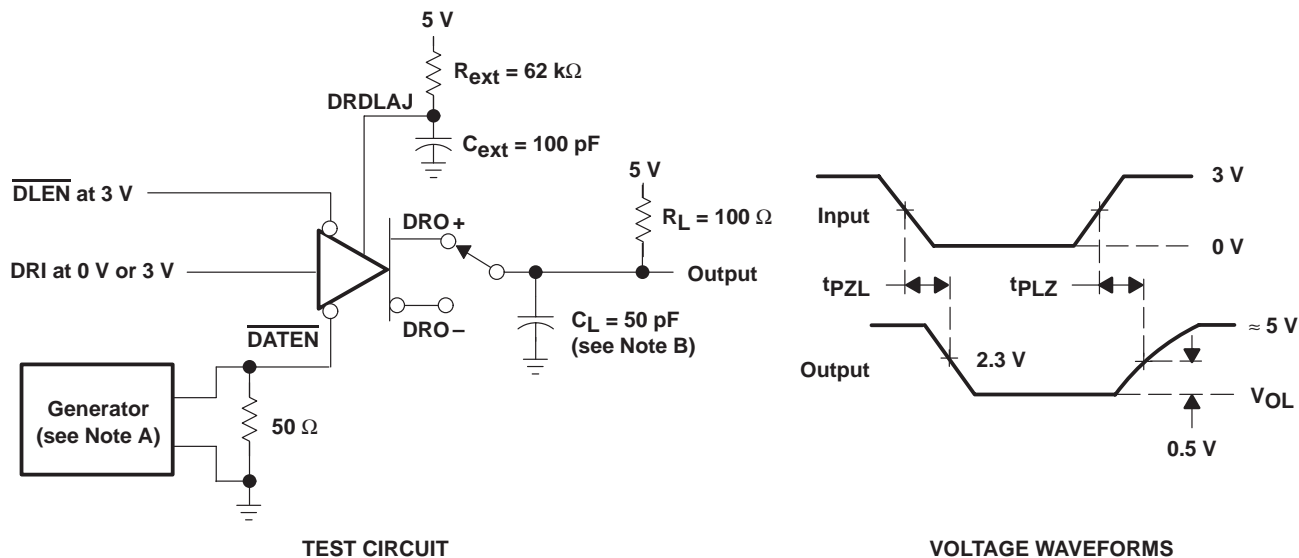 5 V
Rext = 62 kΩ
DRDLAJ
Cext = 100 pF
5 V
RL = 100 Ω
DLEN at 3 V
DRO+
DRI at 0 V or 3 V
Output
DRO−
DATEN
CL = 50 pF
(see Note B)
Generator
(see Note A)
50 Ω
TEST CIRCUIT
3 V
Input
0 V
tPZL
tPLZ
≈ 5 V
2.3 V
Output
VOL
0.5 V
VOLTAGE WAVEFORMS